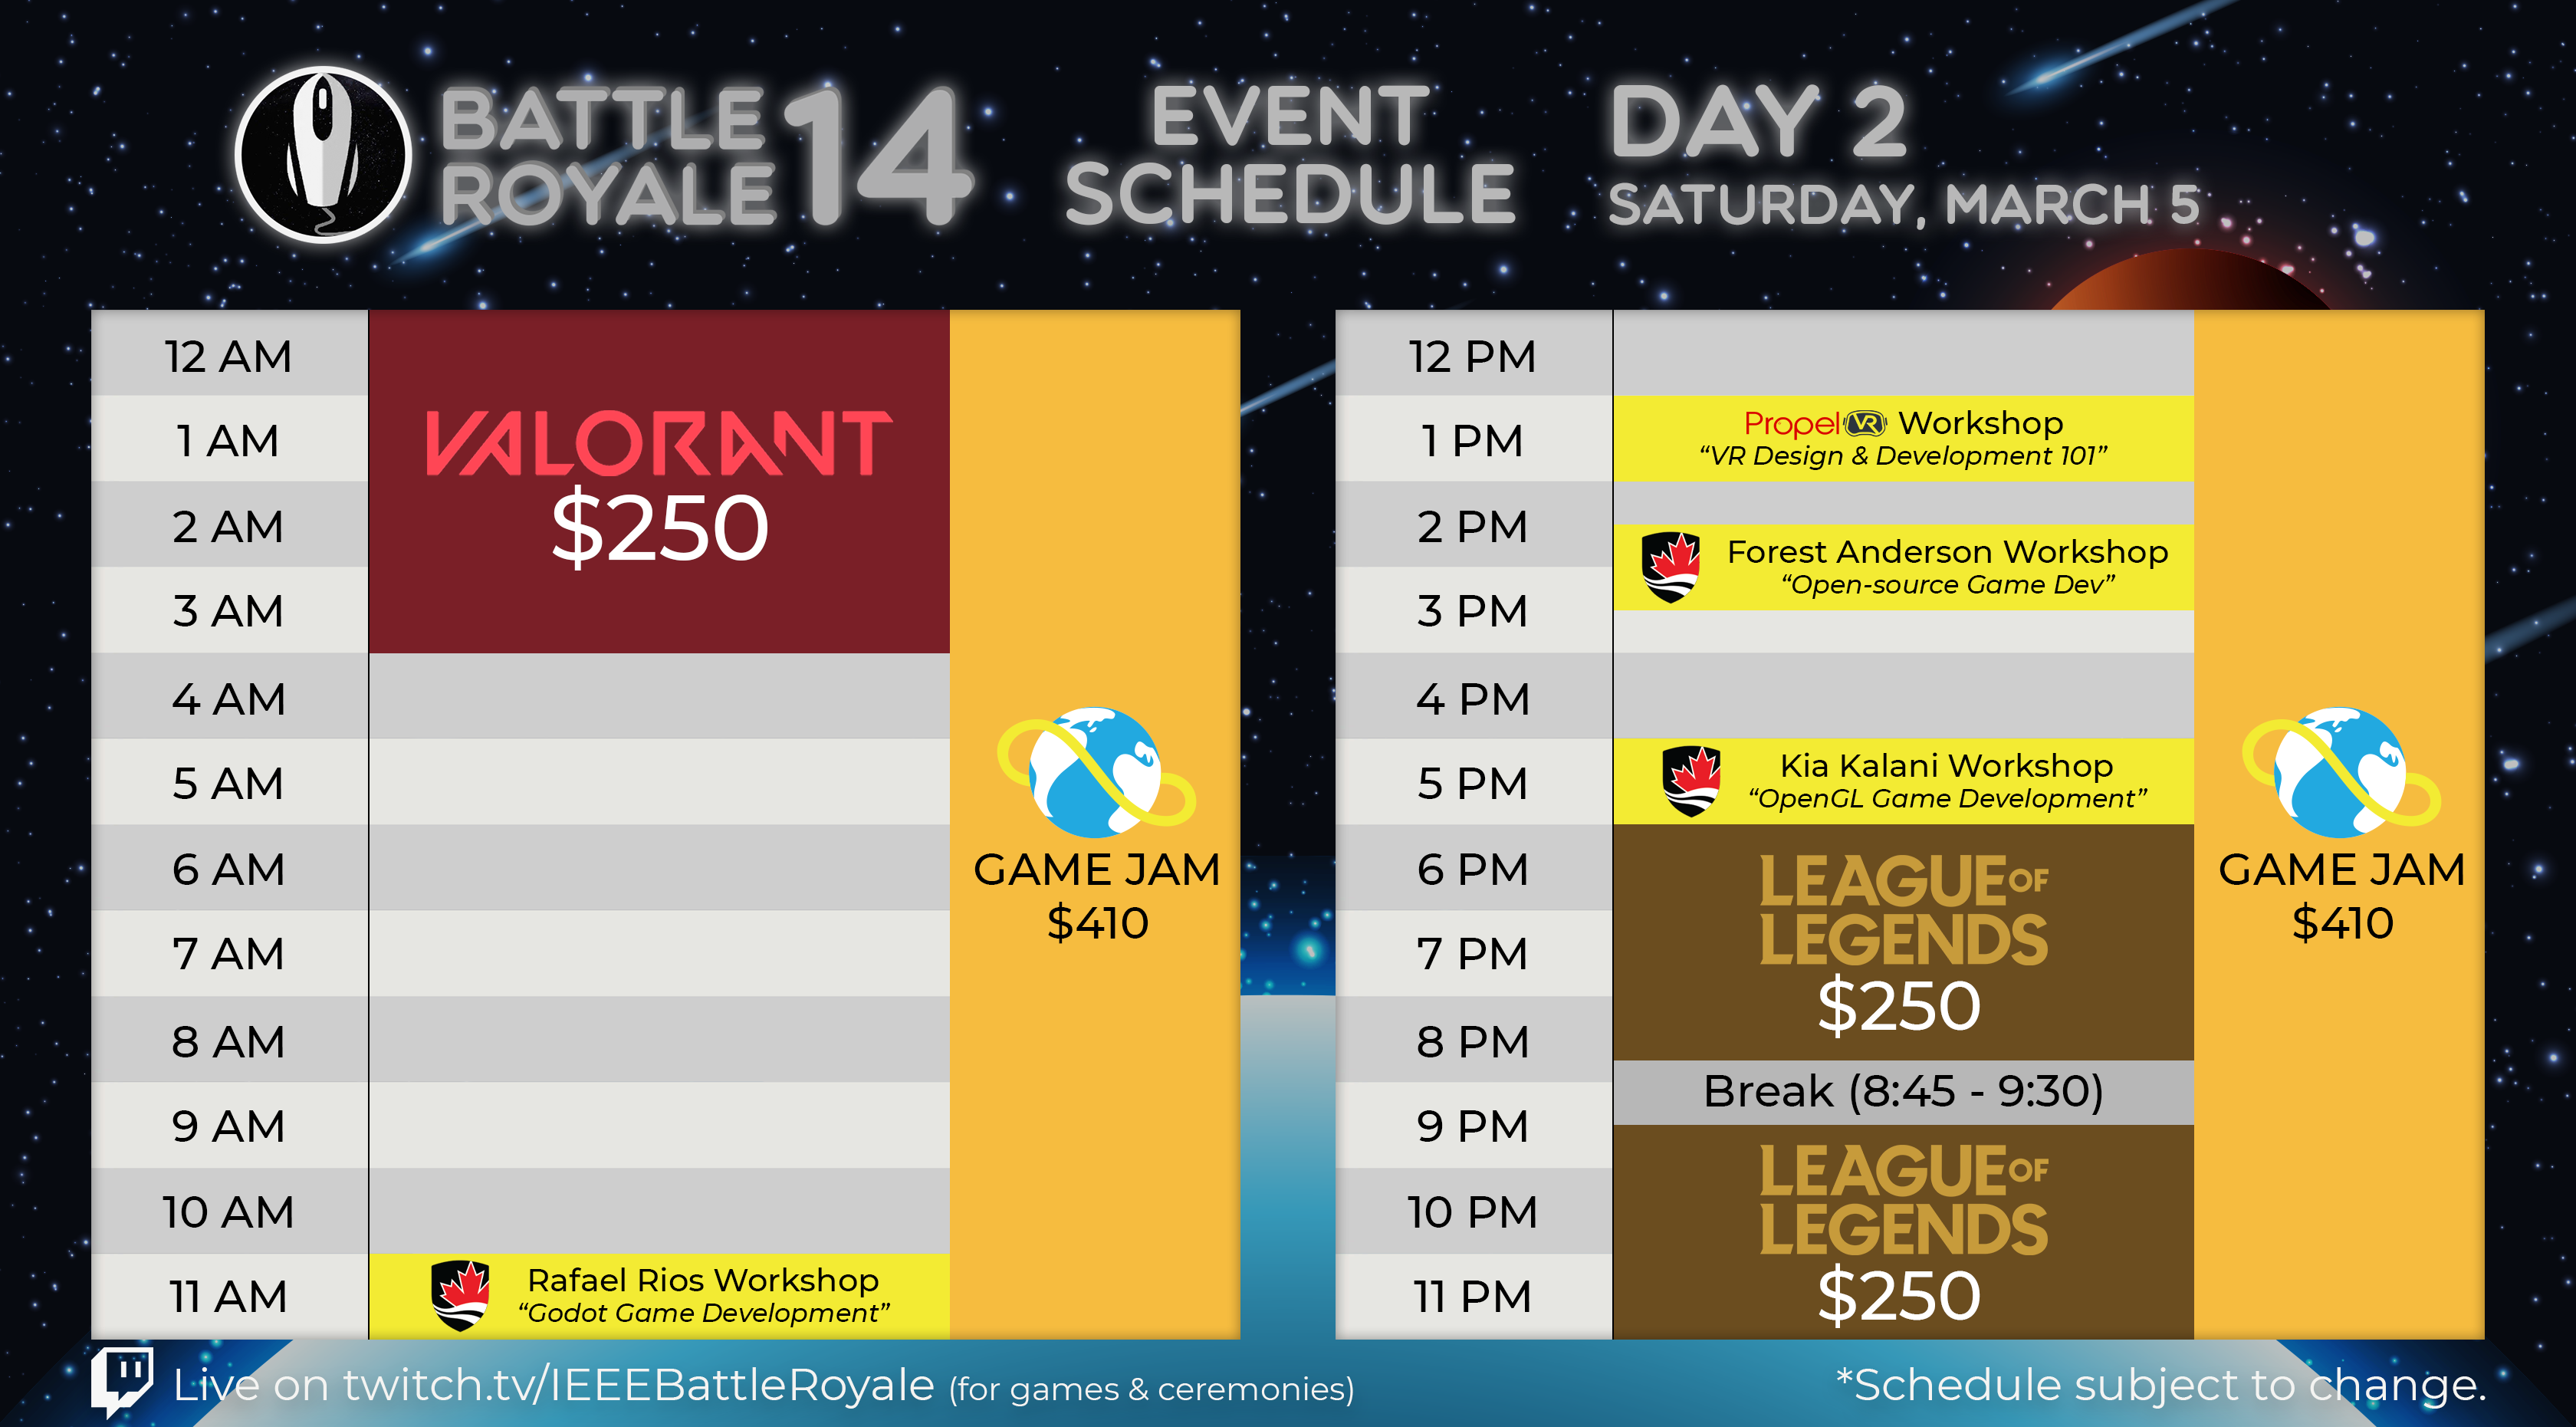 BATTLE
ROYALE 14
EVENT
SCHEDULE
DAY 2
SATURDAY, MARCH 5
12 AM
1 AM
2 AM
3 AM
4 AM
5 AM
6 AM
7 AM
8 AM
9 AM
10 AM
11 AM
VALORANT
$250
Rafael Rios Workshop
“Godot Game Development”
GAME JAM
$410
12 PM
1 PM
2 PM
3 PM
4 PM
5 PM
6 PM
7 PM
8 PM
9 PM
10 PM
11 PM
Propel VR Workshop
“VR Design & Development 101”
Forest Anderson Workshop
“Open-source Game Dev”
Kia Kalani Workshop
“OpenGL Game Development”
LEAGUE OF
LEGENDS
$250
Break (8:45 - 9:30)
LEAGUE OF
LEGENDS
$250
GAME JAM
$410
Live on twitch.tv/IEEEBattleRoyale (for games & ceremonies)
*Schedule subject to change.